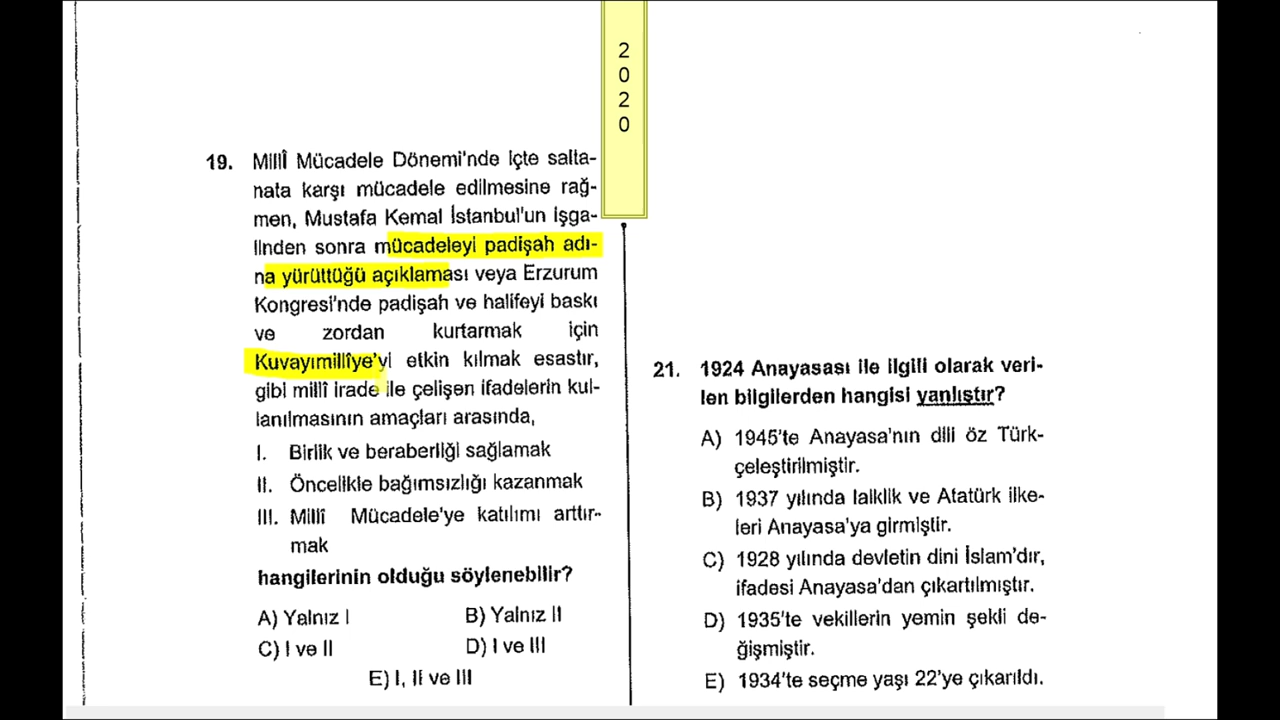 2
0
2
0
19. Millî Mücadele Dönemi'nde içte salta-
nata karşı mücadele edilmesine rağ-
men, Mustafa Kemal İstanbul'un işga-
linden sonra mücadeleyi padişah adı-
na yürüttüğü açıklaması veya Erzurum
Kongresi'nde padişah ve halifeyi baskı
ve zordan kurtarmak için
Kuvayımillîye'yi etkin kılmak esastır,
gibi millî irade ile çelişen ifadelerin kul-
lanılmasının amaçları arasında,
I. Birlik ve beraberliği sağlamak
II. Öncelikle bağımsızlığı kazanmak
III. Millî Mücadele'ye katılımı arttır-
mak
hangilerinin olduğu söylenebilir?
A) Yalnız I B) Yalnız II
C) I ve II D) I ve III
E) I, II ve III
21. 1924 Anayasası ile ilgili olarak veri-
len bilgilerden hangisi yanlıştır?
A) 1945'te Anayasa'nın dili öz Türk-
çeleştirilmiştir.
B) 1937 yılında laiklik ve Atatürk ilke-
leri Anayasa'ya girmiştir.
C) 1928 yılında devletin dini İslam'dır,
ifadesi Anayasa'dan çıkartılmıştır.
D) 1935'te vekillerin yemin şekli de-
ğişmiştir.
E) 1934'te seçme yaşı 22'ye çıkarıldı.